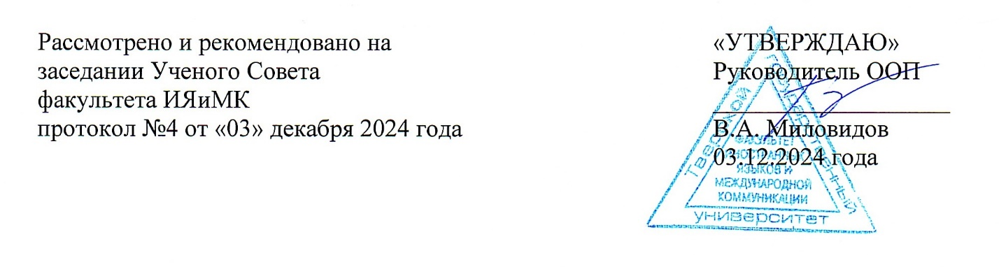 Рассмотрено и рекомендовано на
заседании Ученого Совета
факультета ИЯиМК
протокол №4 от «03» декабря 2024 года
«УТВЕРЖДАЮ»
Руководитель ООП
В.А. Миловидов
03.12.2024 года
Тверской
государственный
университет
ФАКУЛЬТЕТ
ИНОСТРАННЫХ
ЯЗЫКОВ И
МЕЖДУНАРОДНОЙ
КОММУНИКАЦИИ